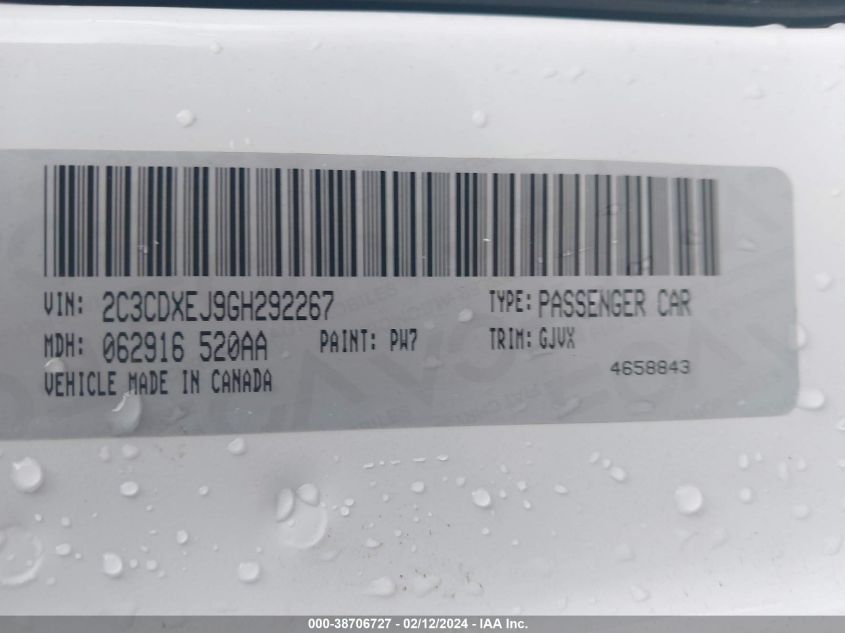 VIN: 2C3CDXEJ9GH292267 TYPE: PASSENGER CAR
MDH: 062916 520AA PAINT: PW7 TRIM: GJVX
VEHICLE MADE IN CANADA 4658843
000-38706727 - 02/12/2024 - IAA Inc.